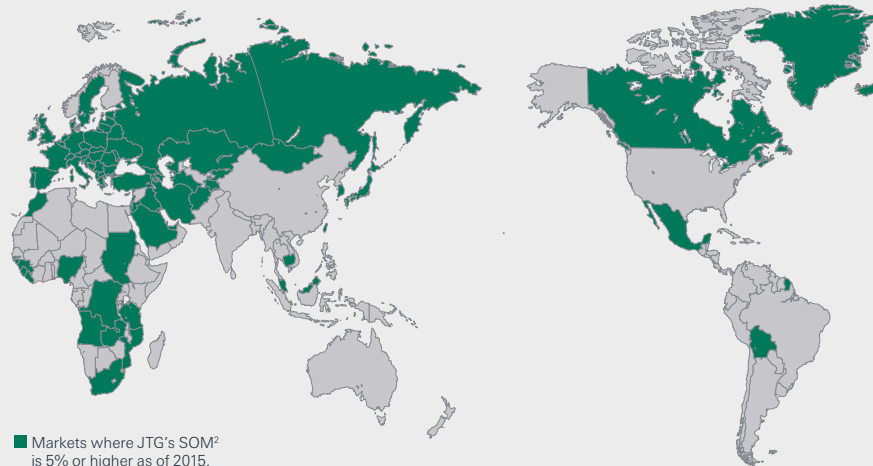 Markets where JTG's SOM²
is 5% or higher as of 2015.